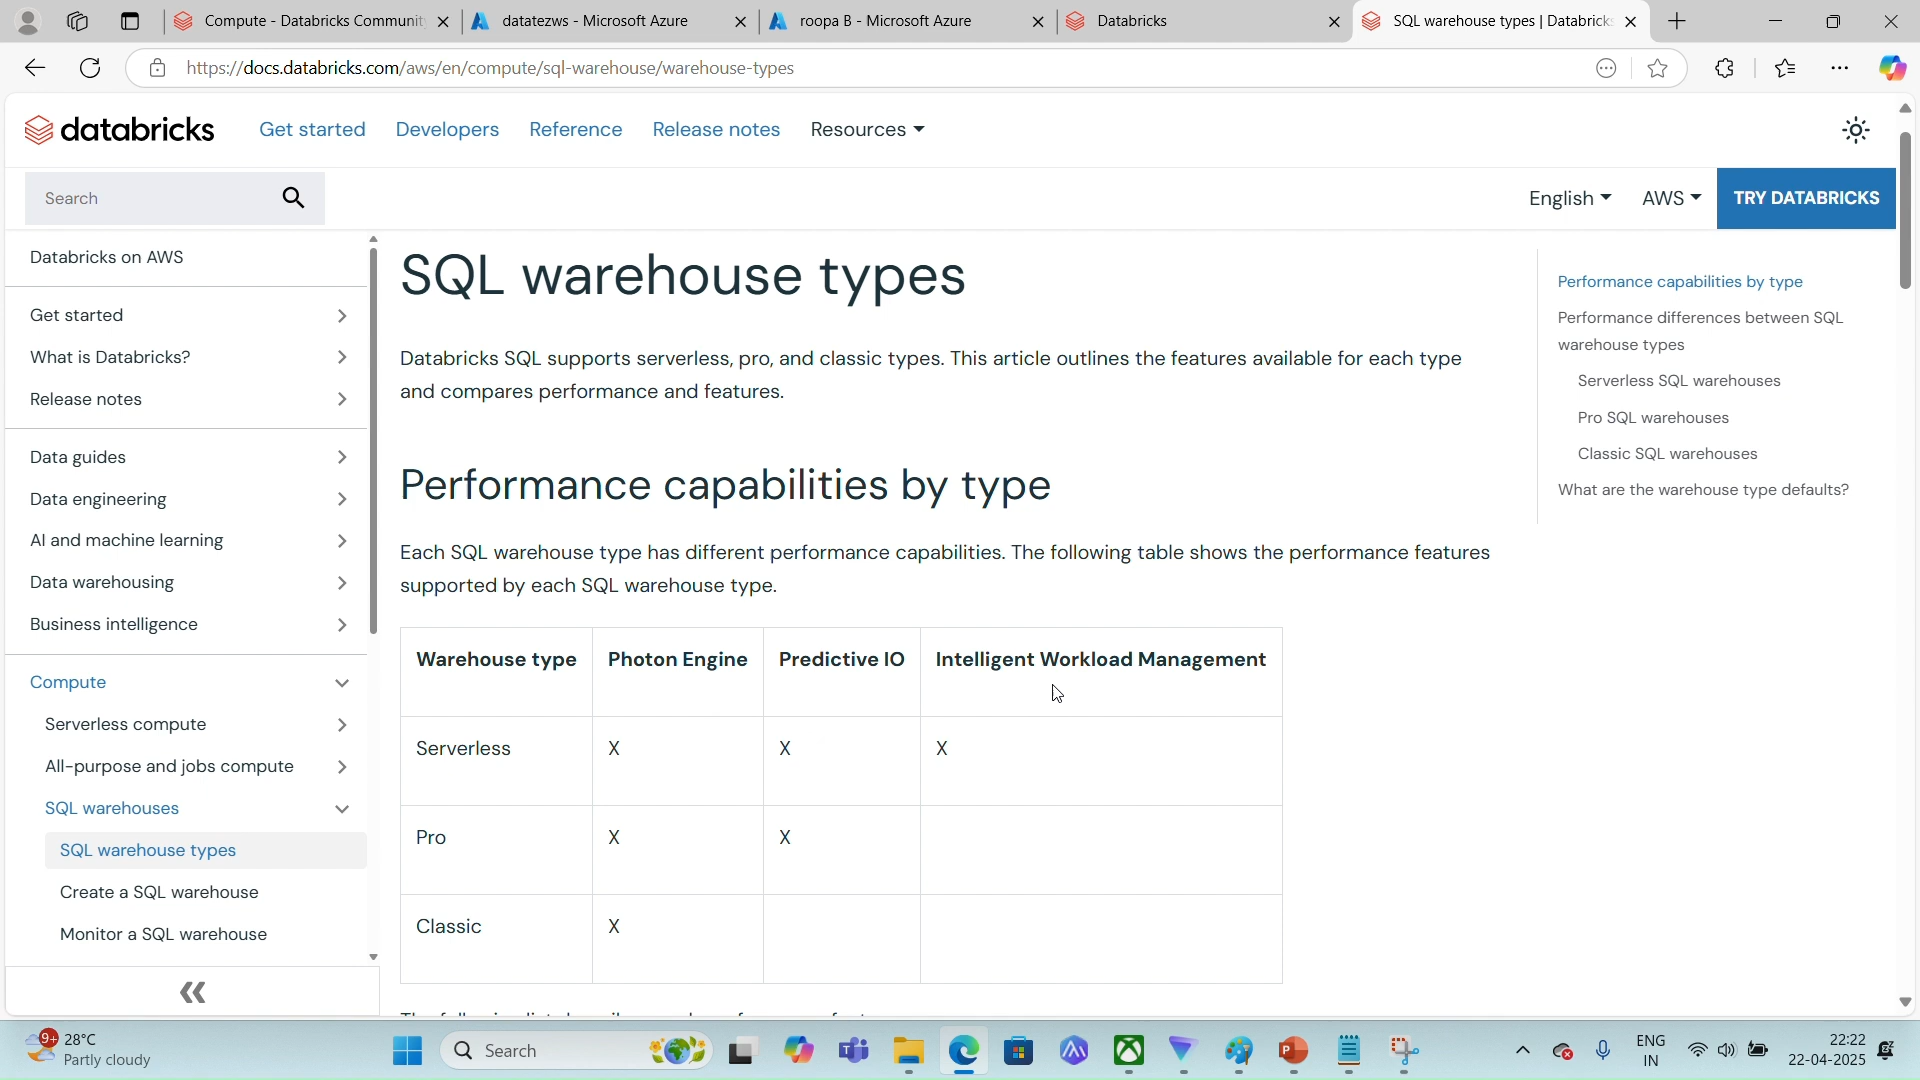 Compute - Databricks Communit
datatezws - Microsoft Azure
roopa B - Microsoft Azure
Databricks
SQL warehouse types | Databricks
https://docs.databricks.com/aws/en/compute/sql-warehouse/warehouse-types
databricks
Get started
Developers
Reference
Release notes
Resources
Search
English
AWS
TRY DATABRICKS
Databricks on AWS
Get started
What is Databricks?
Release notes
Data guides
Data engineering
AI and machine learning
Data warehousing
Business intelligence
Compute
Serverless compute
All-purpose and jobs compute
SQL warehouses
SQL warehouse types
Create a SQL warehouse
Monitor a SQL warehouse
SQL warehouse types
Databricks SQL supports serverless, pro, and classic types. This article outlines the features available for each type
and compares performance and features.
Performance capabilities by type
Each SQL warehouse type has different performance capabilities. The following table shows the performance features
supported by each SQL warehouse type.
Warehouse type Photon Engine Predictive IO Intelligent Workload Management
Serverless X X X
Pro X X
Classic X
Performance capabilities by type
Performance differences between SQL
warehouse types
Serverless SQL warehouses
Pro SQL warehouses
Classic SQL warehouses
What are the warehouse type defaults?
9+
28°C
Partly cloudy
Search
ENG
IN
22:22
22-04-2025